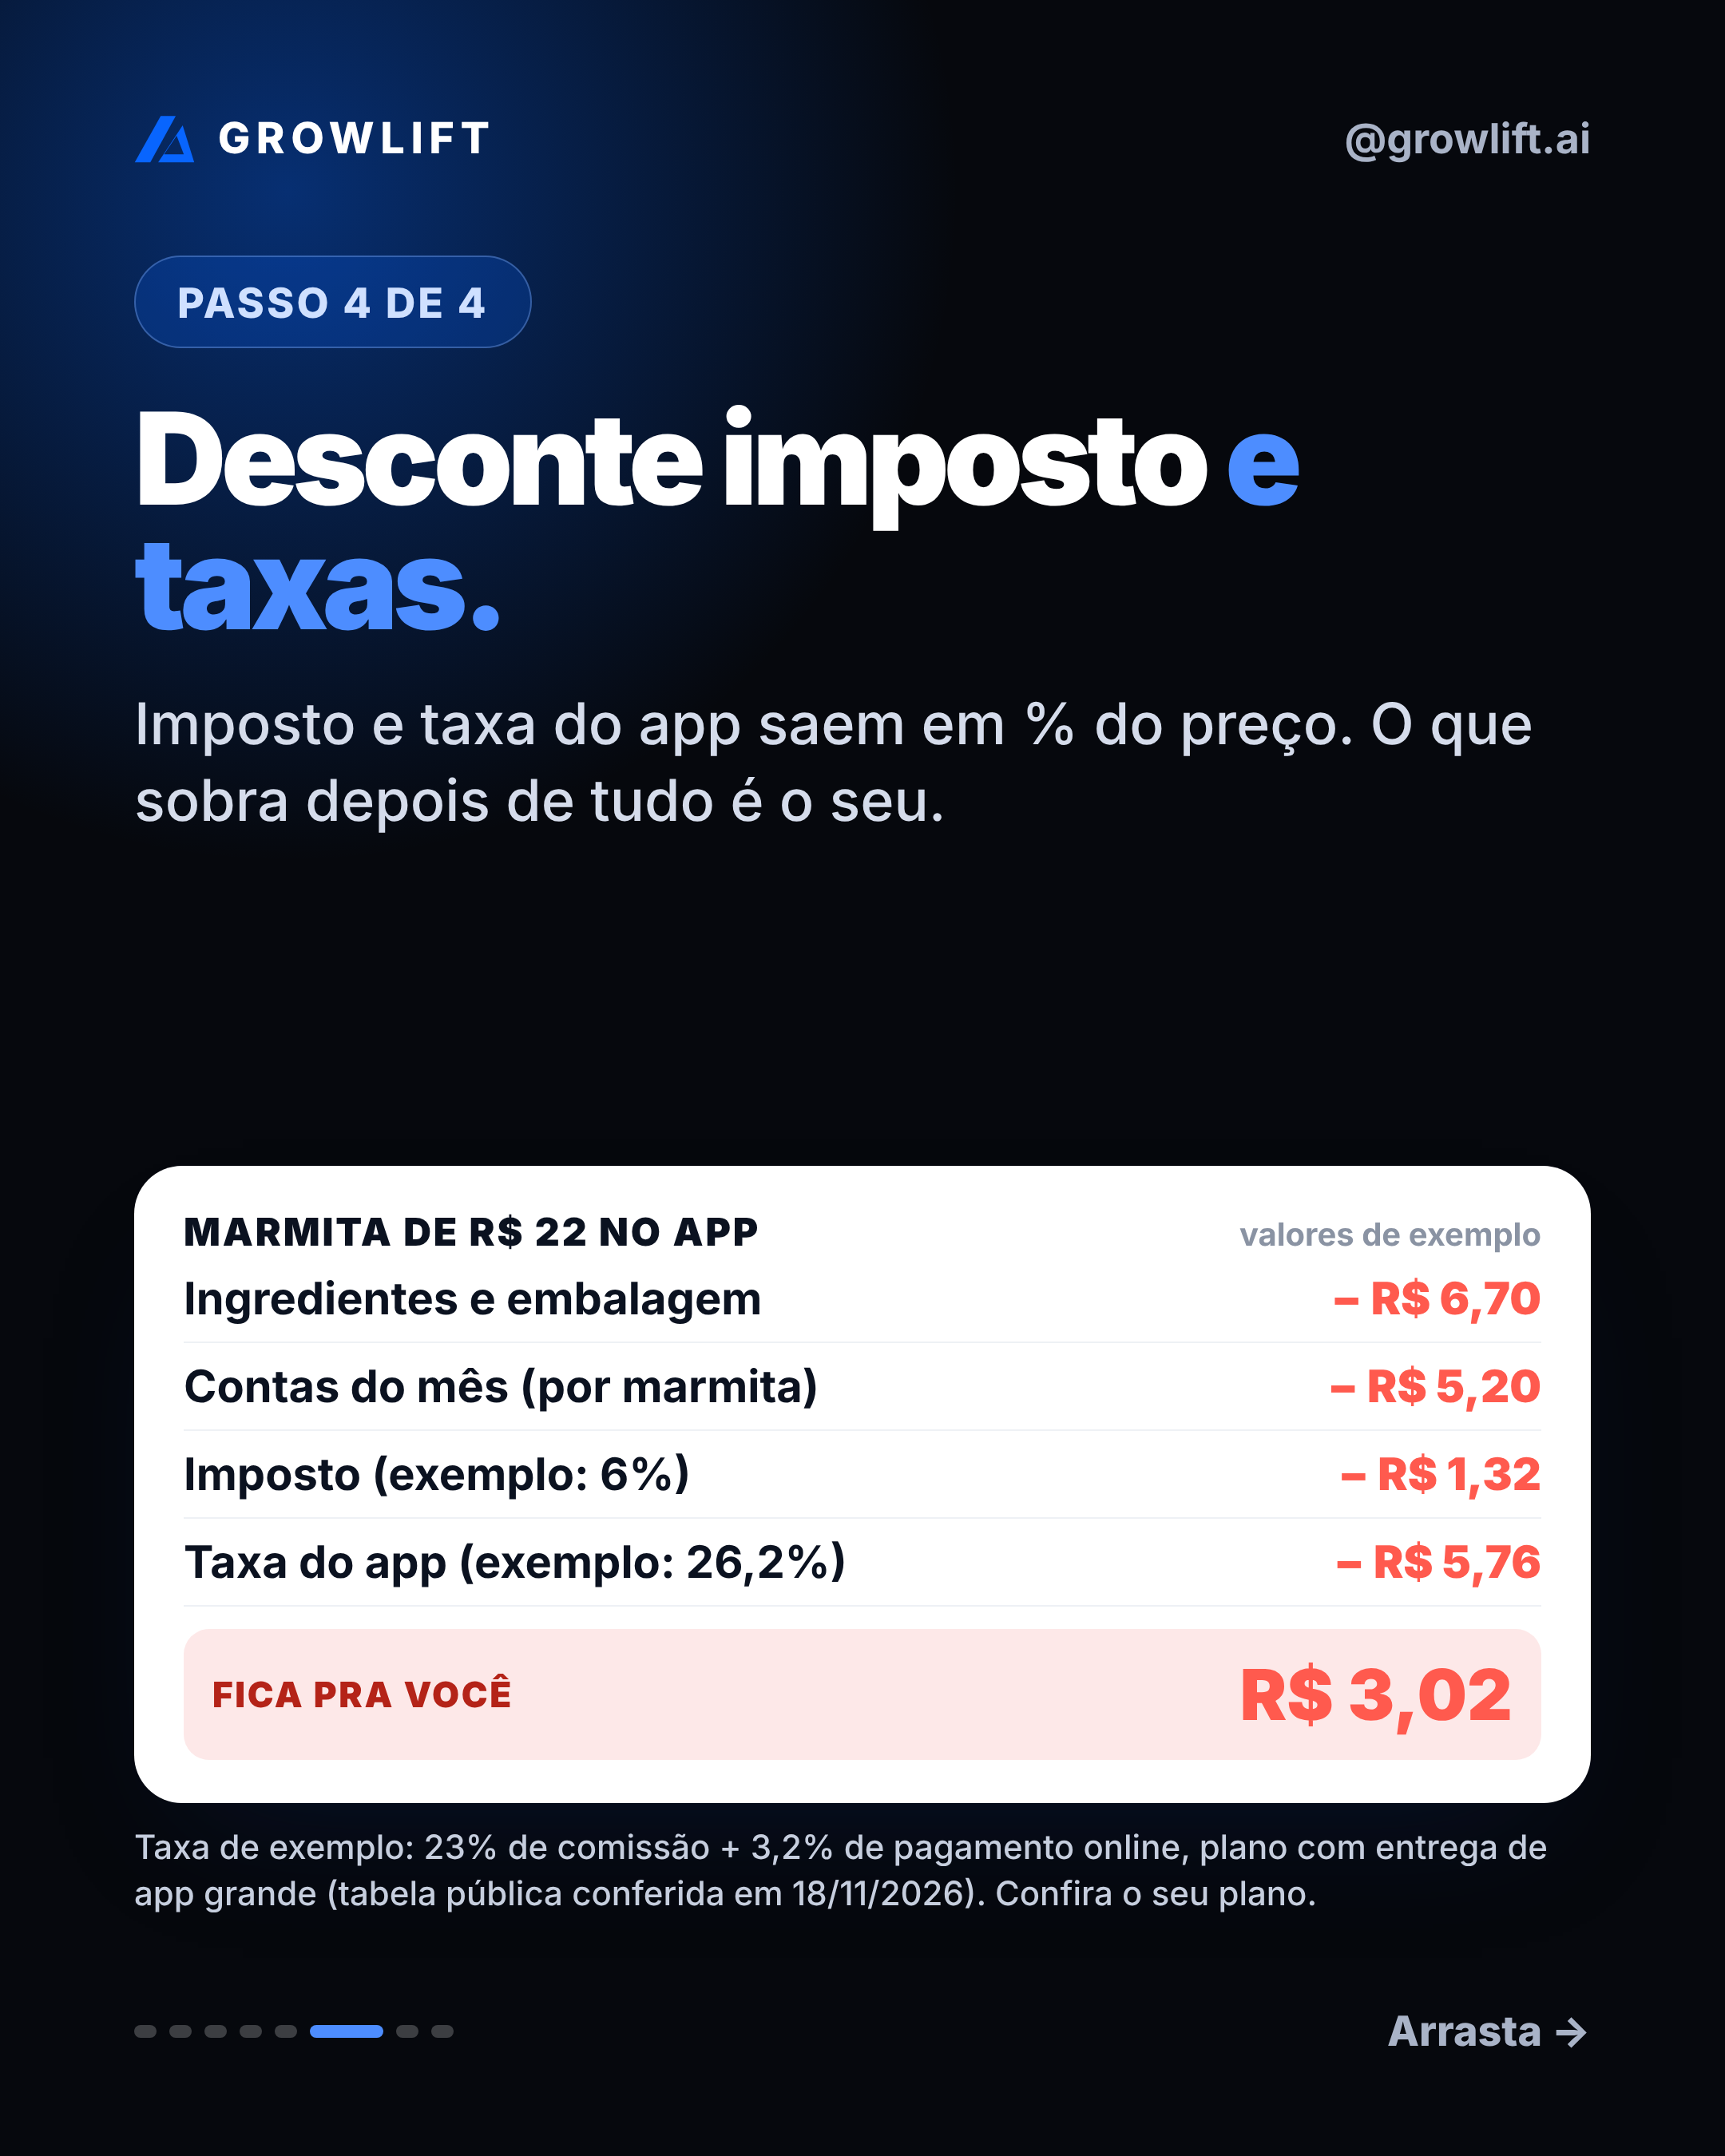 GROWLIFT
@growlift.ai
PASSO 4 DE 4
Desconte imposto e
taxas.
Imposto e taxa do app saem em % do preço. O que
sobra depois de tudo é o seu.
MARMITA DE R$ 22 NO APP
valores de exemplo
Ingredientes e embalagem – R$ 6,70
Contas do mês (por marmita) – R$ 5,20
Imposto (exemplo: 6%) – R$ 1,32
Taxa do app (exemplo: 26,2%) – R$ 5,76
FICA PRA VOCÊ R$ 3,02
Taxa de exemplo: 23% de comissão + 3,2% de pagamento online, plano com entrega de
app grande (tabela pública conferida em 18/11/2026). Confira o seu plano.
Arrasta →